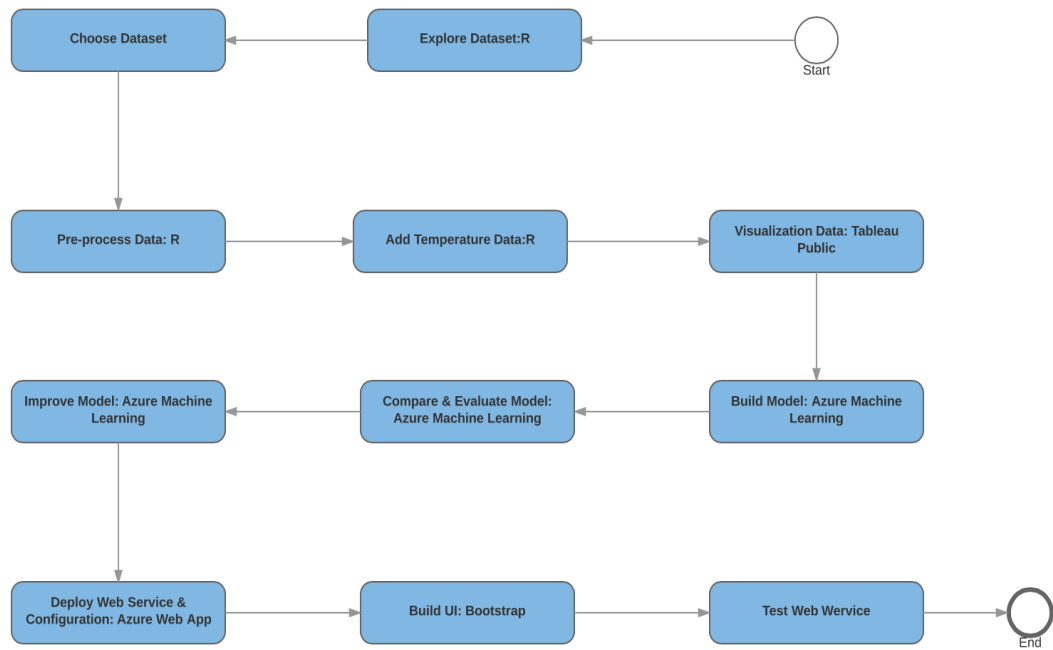 Choose Dataset
Explore Dataset:R
Start
Pre-process Data: R
Add Temperature Data:R
Visualization Data: Tableau
Public
Improve Model: Azure Machine
Learning
Compare & Evaluate Model:
Azure Machine Learning
Build Model: Azure Machine
Learning
Deploy Web Service &
Configuration: Azure Web App
Build UI: Bootstrap
Test Web Wervice
End